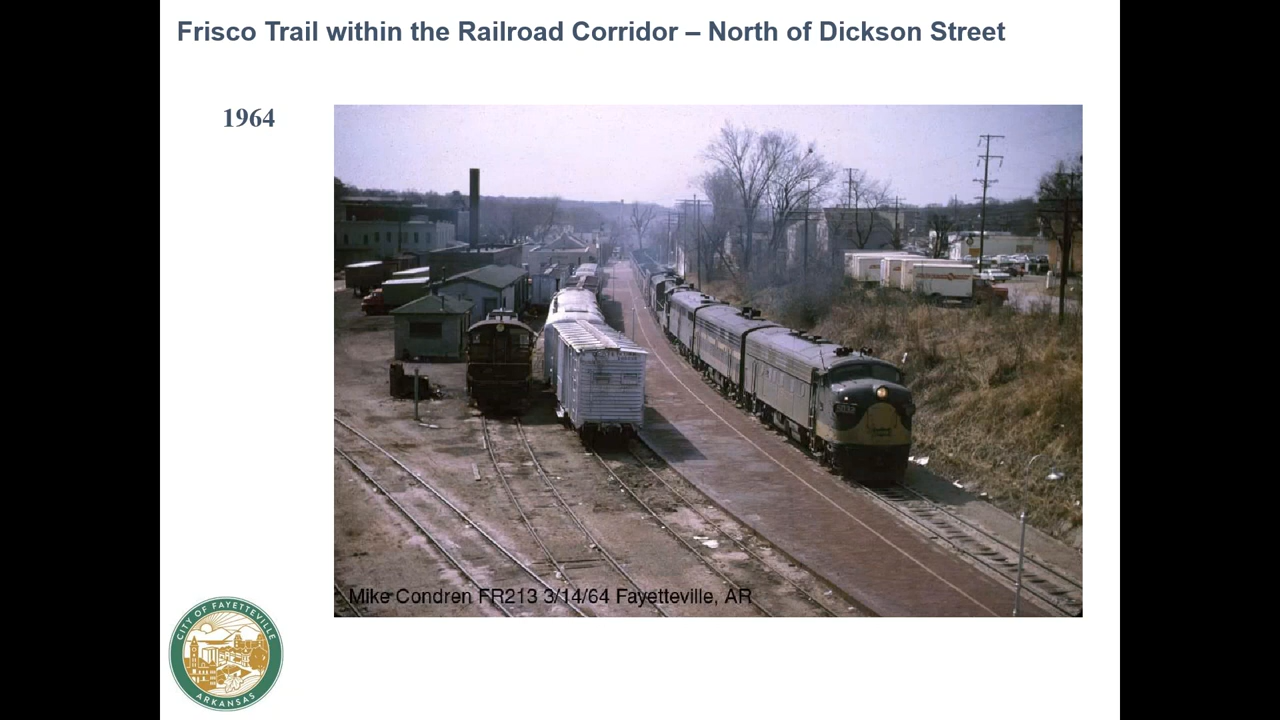 Frisco Trail within the Railroad Corridor – North of Dickson Street
1964
Mike Condren FR213 3/14/64 Fayetteville, AR
CITY OF FAYETTEVILLE
ARKANSAS